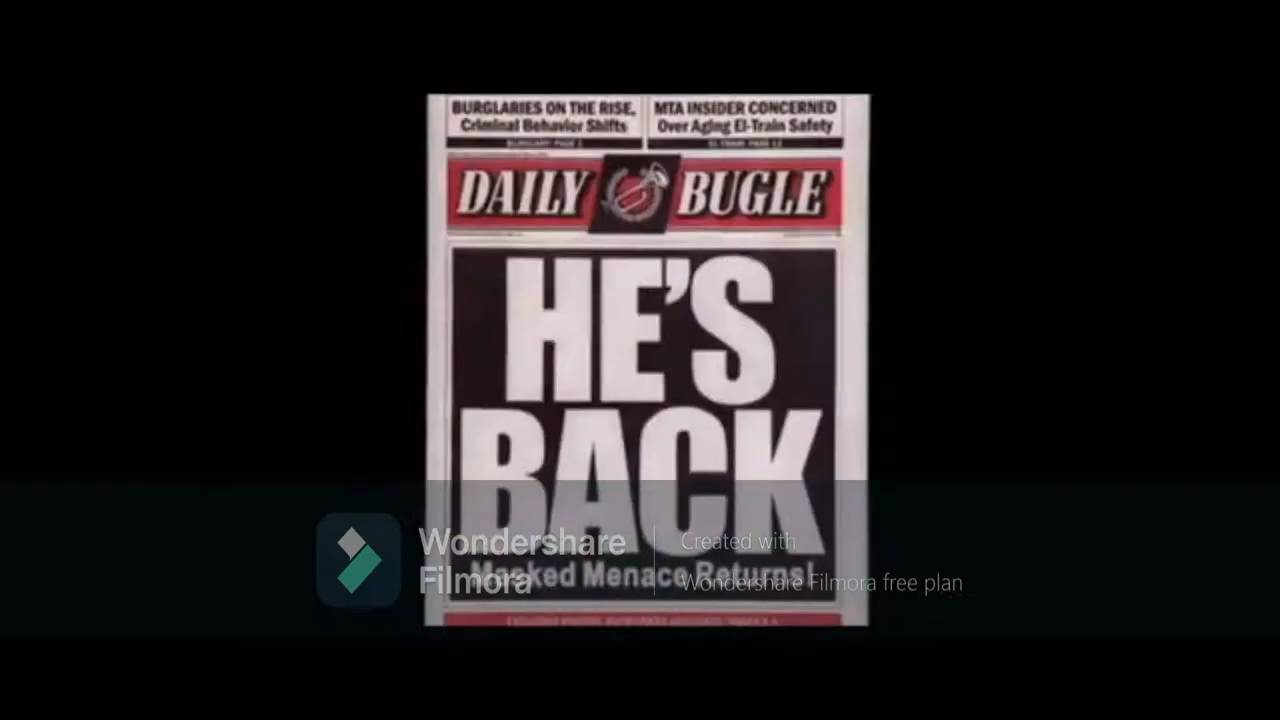 BURGLARIES ON THE RISE,
Criminal Behavior Shifts
MTA INSIDER CONCERNED
Over Aging El-Train Safety
DAILY BUGLE
HE'S
BACK
Masked Menace Returns!
Wondershare
Filmora
Created with
Wondershare Filmora free plan